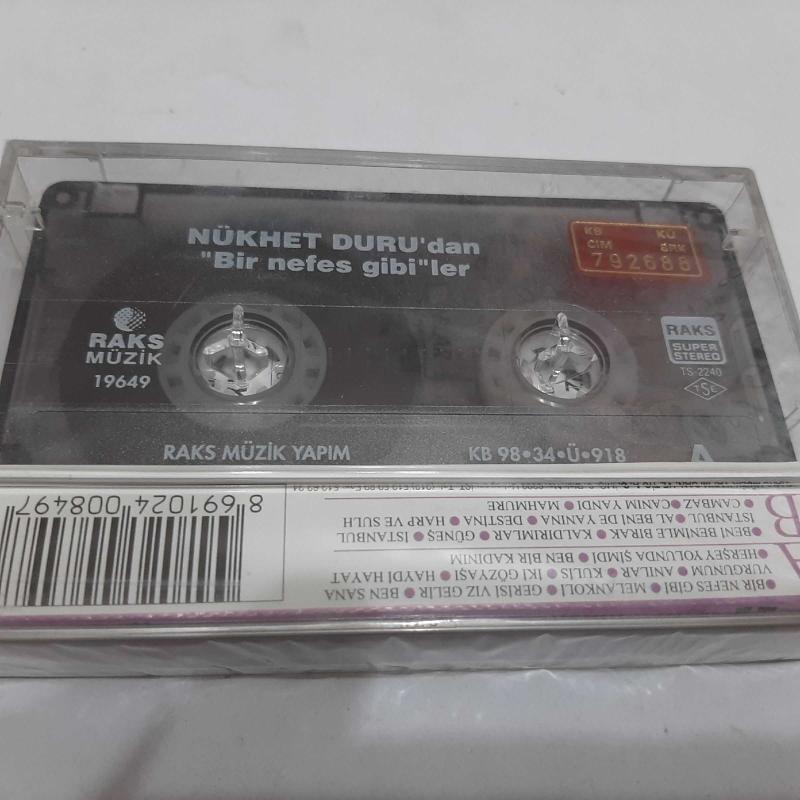 NÜKHET DURU'dan
"Bir nefes gibi"ler
KB KÜ
CİM
792686
RAKS
MÜZİK
19649
RAKS
SUPER
STEREO
TS-2240
TSE
RAKS MÜZİK YAPIM
KB 98•34•Ü•918
A
A
BİR NEFES GİBİ ● MELANKOLİ ● GERİSİ VIZ GELİR ● BEN SANA
VURGUNUM ● ANILAR ● KULİS ● İKİ GÖZYAŞI ● HAYDİ HAYAT
● HERŞEY YOLUNDA ŞİMDİ ● BEN BİR KADINIM
B
BENİ BENİMLE BIRAK ● KALDIRIMLAR ● GÜNEŞ ● İSTANBUL
İSTANBUL ● AL BENİ DE YANINA ● DESTİNA ● HARP VE SULH
● CAMBAZ ● CANIM YANDI ● MAHMURE
8 691024 008497